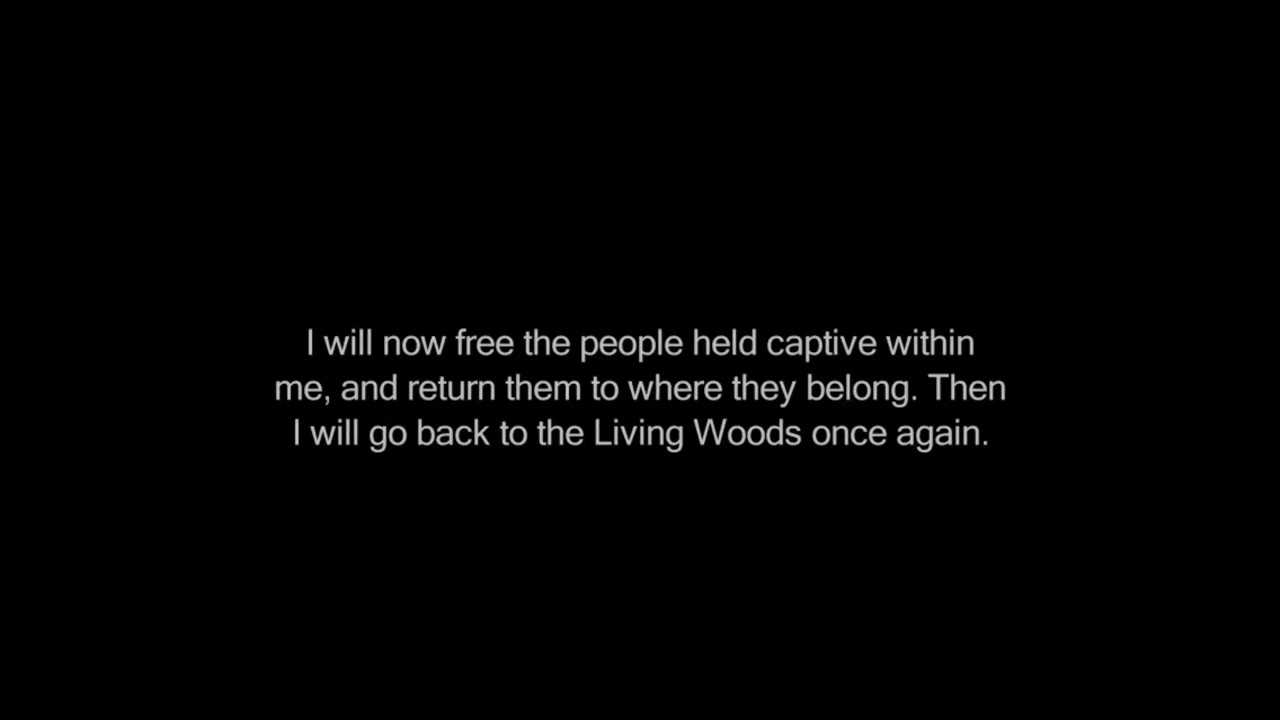 I will now free the people held captive within
me, and return them to where they belong. Then
I will go back to the Living Woods once again.